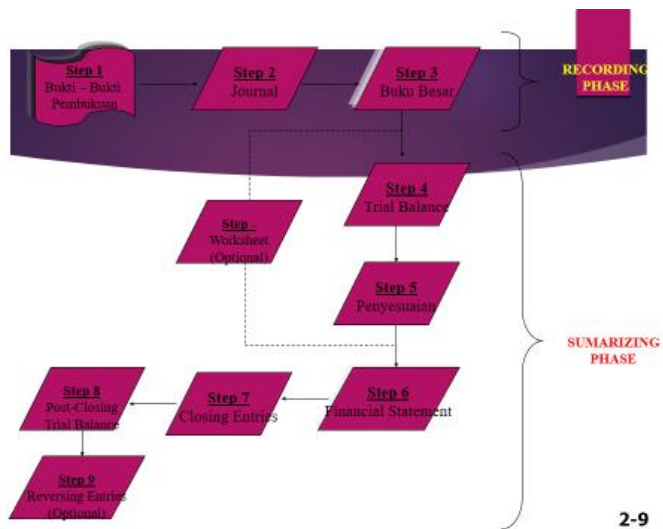 Step 1
Bukti – Bukti
Pembukuan
Step 2
Journal
Step 3
Buku Besar
RECORDING
PHASE
Step 4
Trial Balance
Step -
Worksheet
(Optional)
Step 5
Penyesuaian
SUMARIZING
PHASE
Step 6
Financial Statement
Step 7
Closing Entries
Step 8
Post-Closing
Trial Balance
Step 9
Reversing Entries
(Optional)
2-9